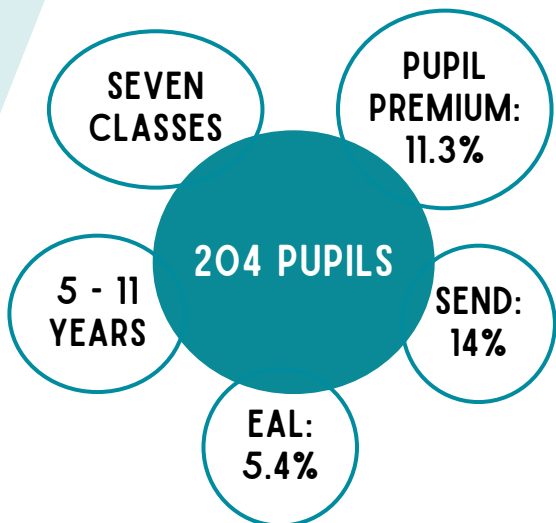 SEVEN
CLASSES
PUPIL
PREMIUM:
11.3%
204 PUPILS
5 - 11
YEARS
SEND:
14%
EAL:
5.4%